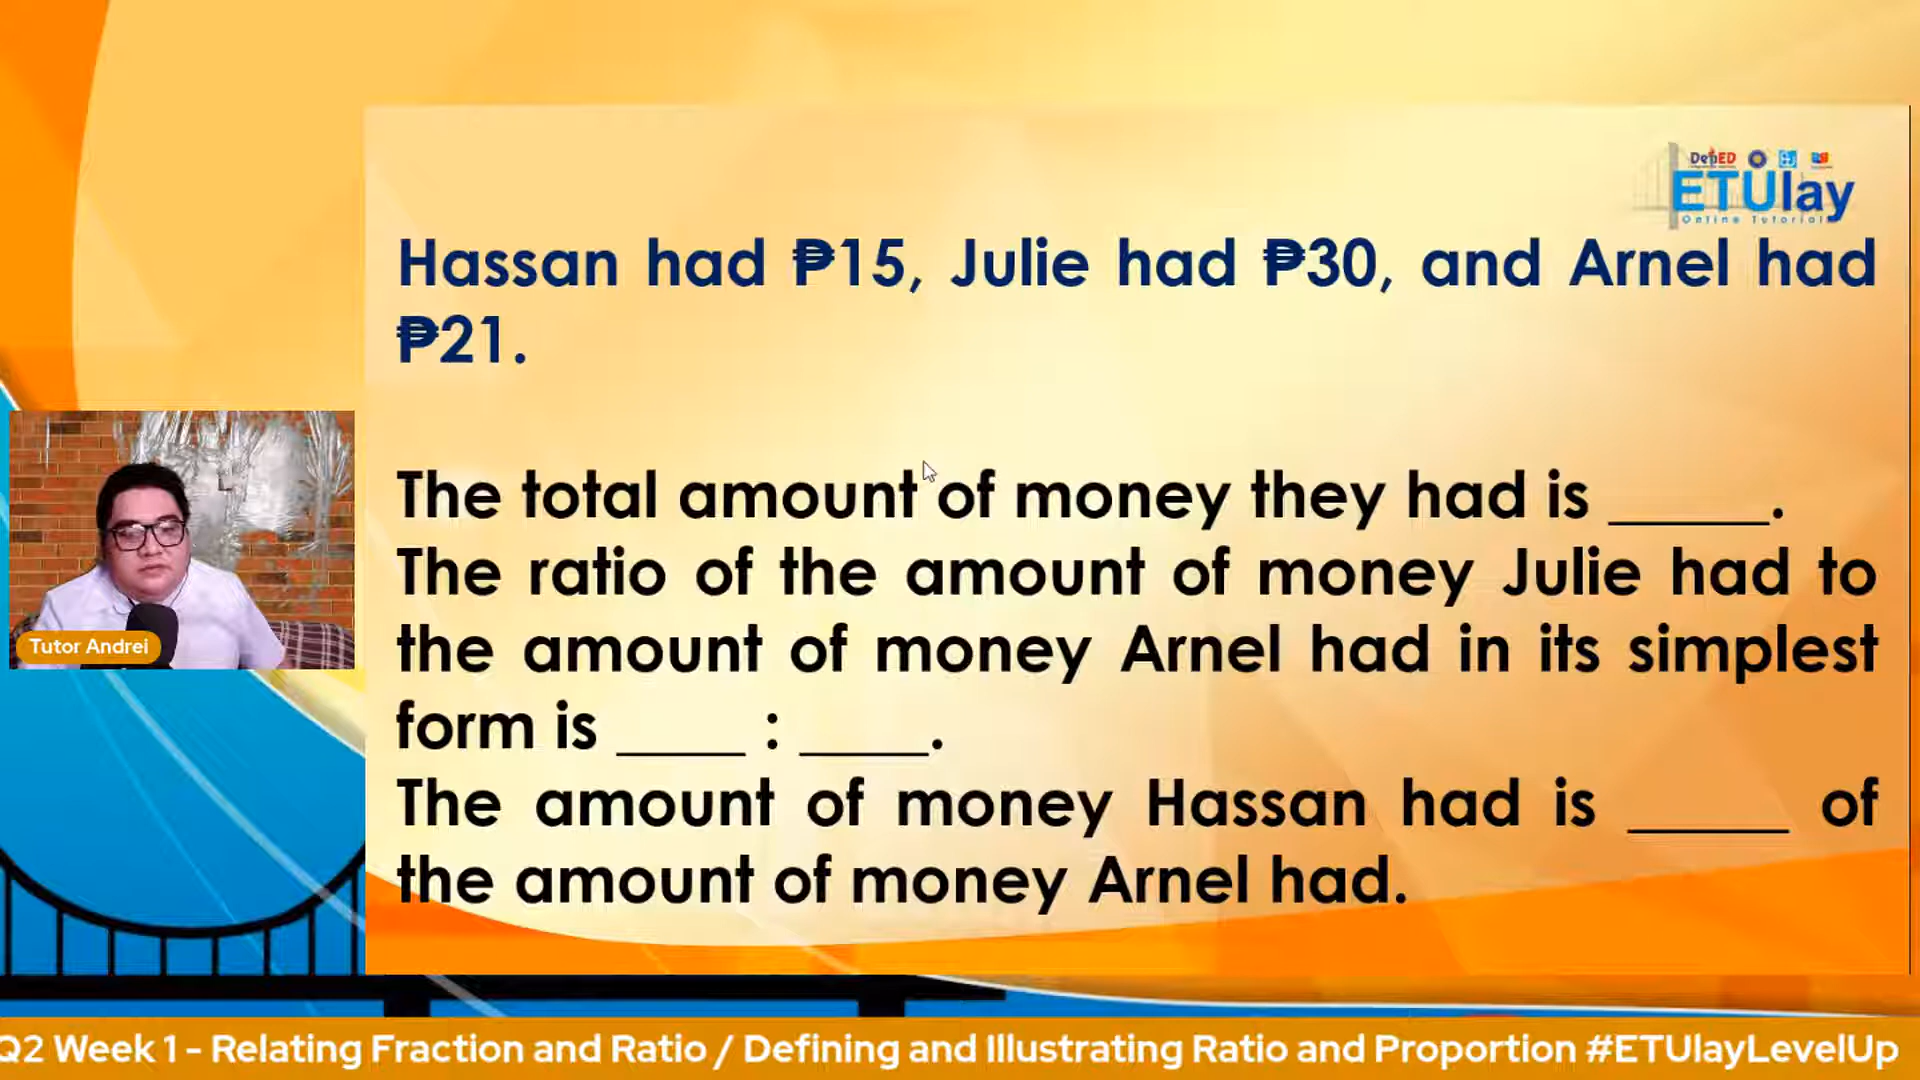 DepED
ETUlay
Online Tutorial
Hassan had ₱15, Julie had ₱30, and Arnel had
₱21.
The total amount of money they had is _____.
The ratio of the amount of money Julie had to
the amount of money Arnel had in its simplest
form is ____ : ____.
The amount of money Hassan had is _____ of
the amount of money Arnel had.
Tutor Andrei
Q2 Week 1 - Relating Fraction and Ratio / Defining and Illustrating Ratio and Proportion #ETUlayLevelUp